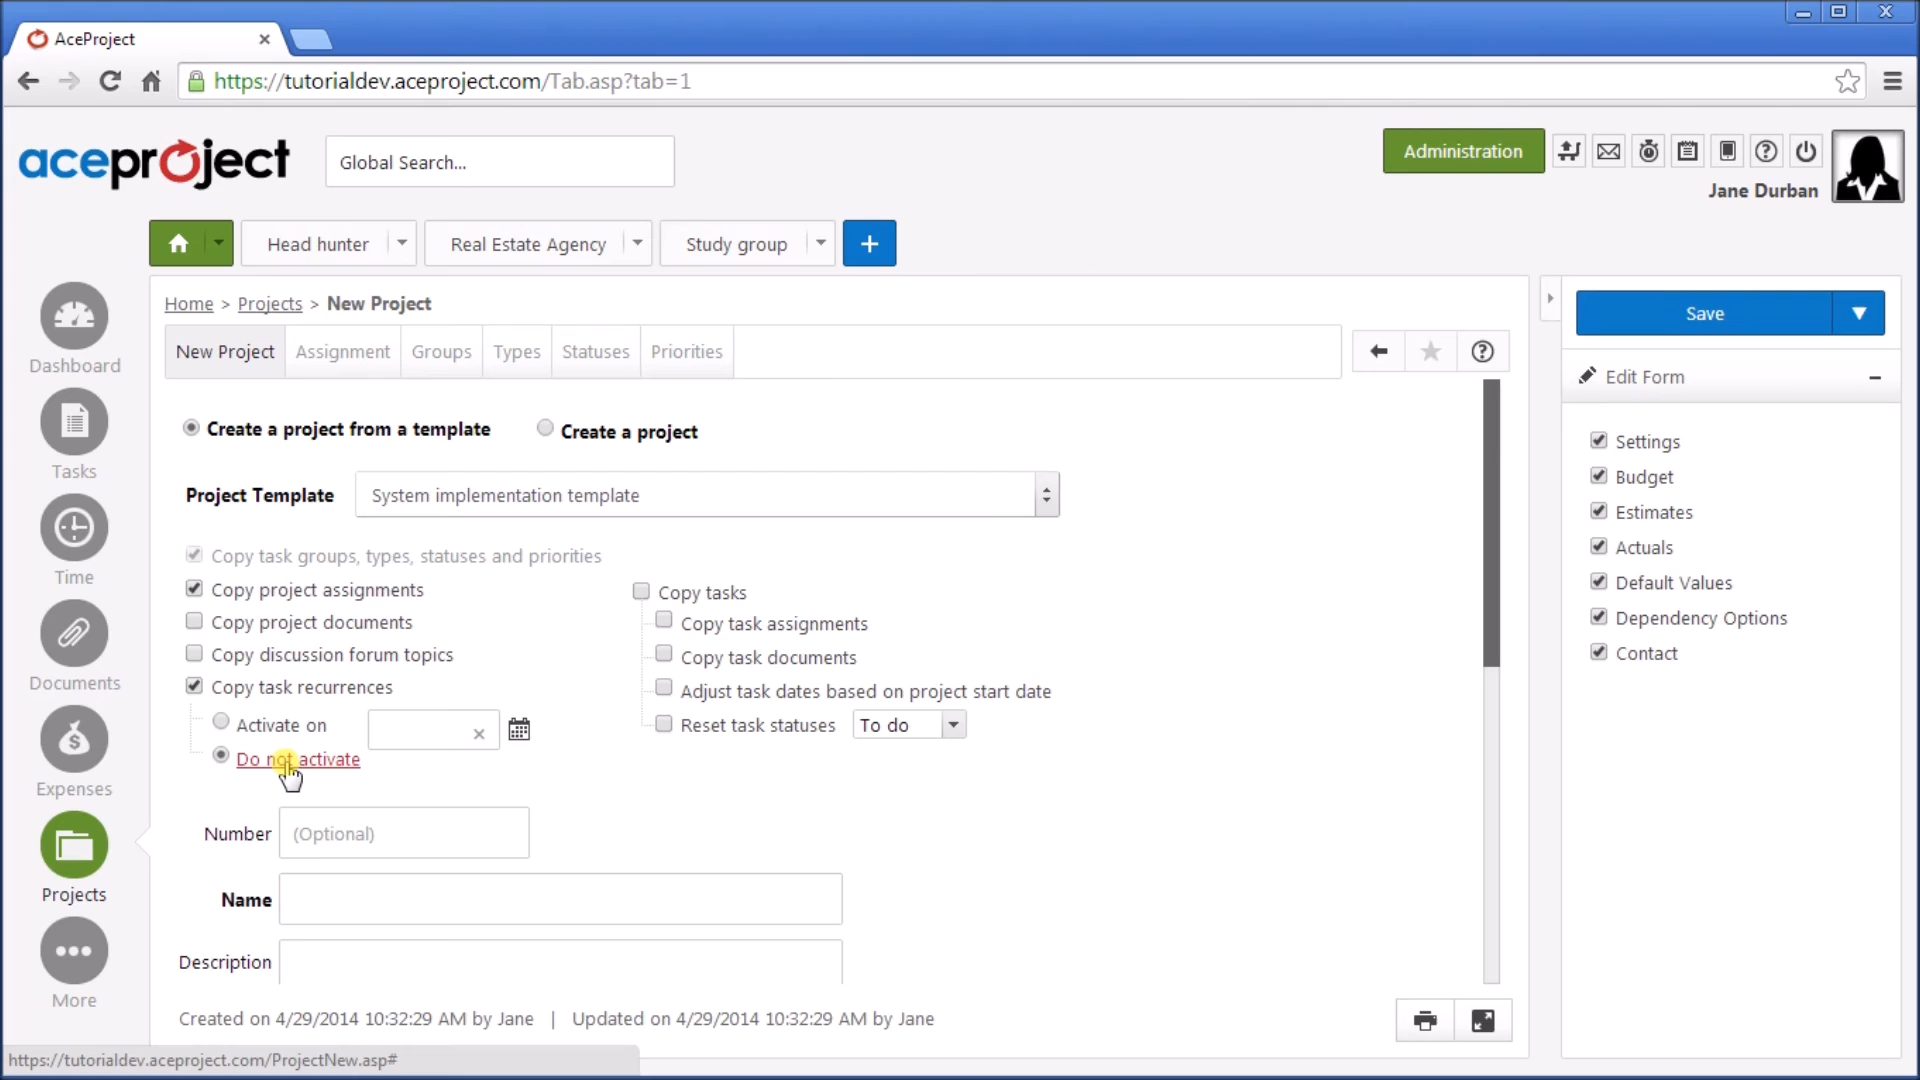 AceProject
https://tutorialdev.aceproject.com/Tab.asp?tab=1
aceproject
Global Search...
Administration
Jane Durban
Head hunter
Real Estate Agency
Study group
+
Home > Projects > New Project
New Project
Assignment
Groups
Types
Statuses
Priorities
Save
Edit Form
Settings
Budget
Estimates
Actuals
Default Values
Dependency Options
Contact
Dashboard
Tasks
Time
Documents
Expenses
Projects
More
Create a project from a template
Create a project
Project Template
System implementation template
Copy task groups, types, statuses and priorities
Copy project assignments
Copy project documents
Copy discussion forum topics
Copy task recurrences
Activate on
Do not activate
Copy tasks
Copy task assignments
Copy task documents
Adjust task dates based on project start date
Reset task statuses
To do
Number
(Optional)
Name
Description
Created on 4/29/2014 10:32:29 AM by Jane | Updated on 4/29/2014 10:32:29 AM by Jane
https://tutorialdev.aceproject.com/ProjectNew.asp#